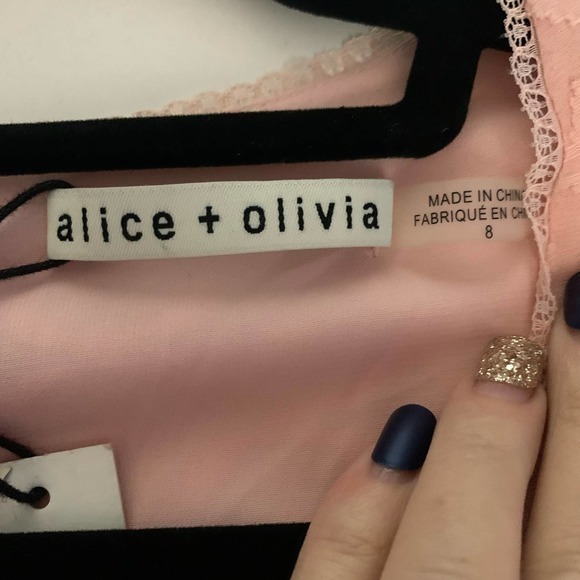 alice + olivia
MADE IN CHINA
FABRIQUÉ EN
8